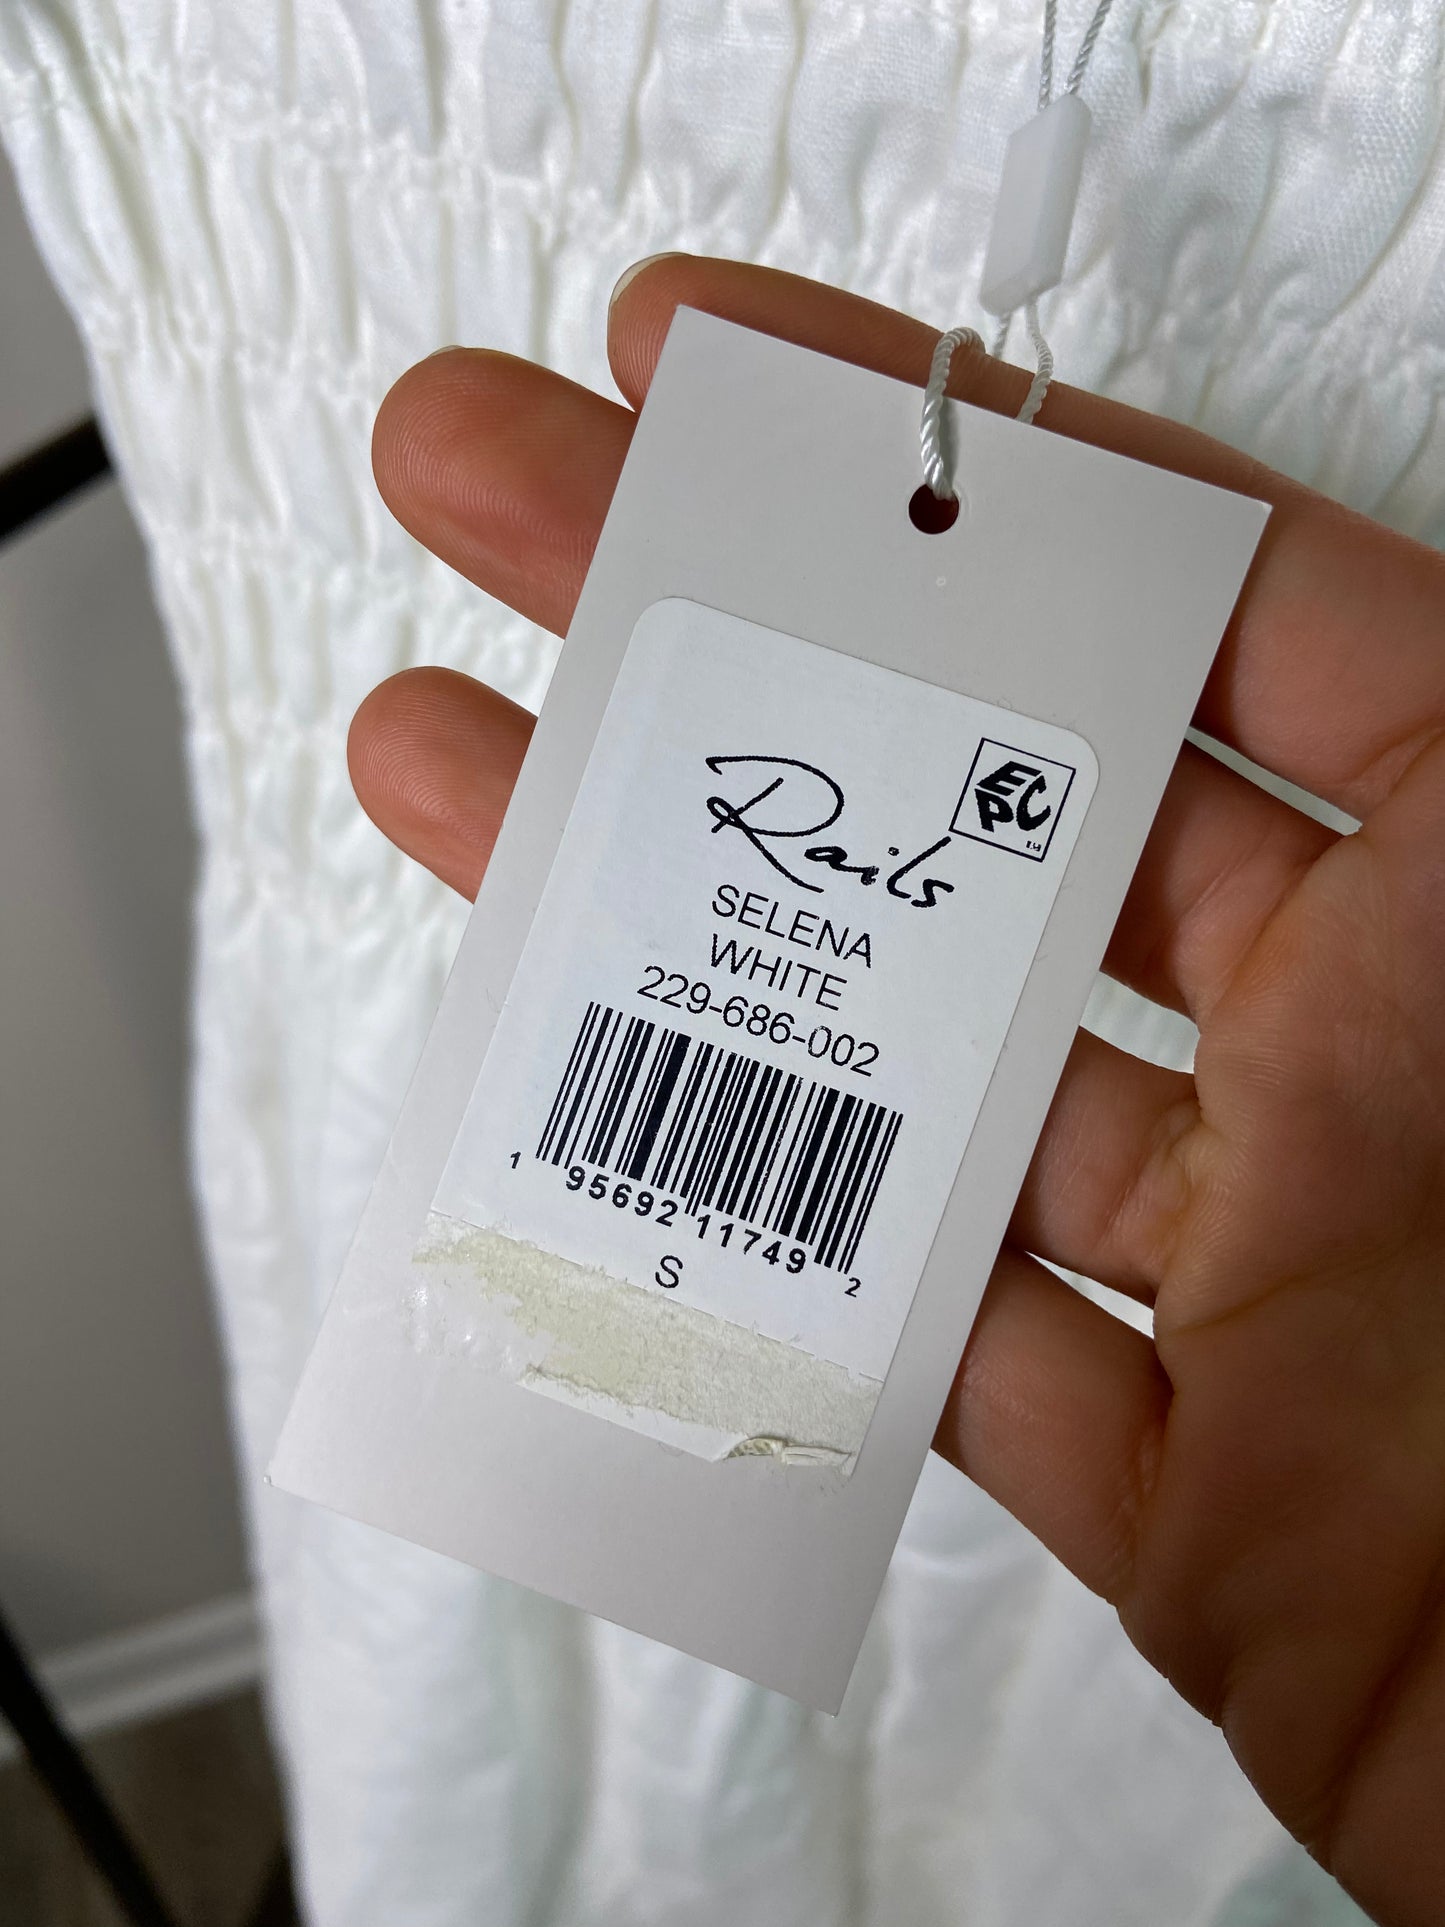 Rails
EPC
SELENA
WHITE
229-686-002
1 95692 11749 2
S